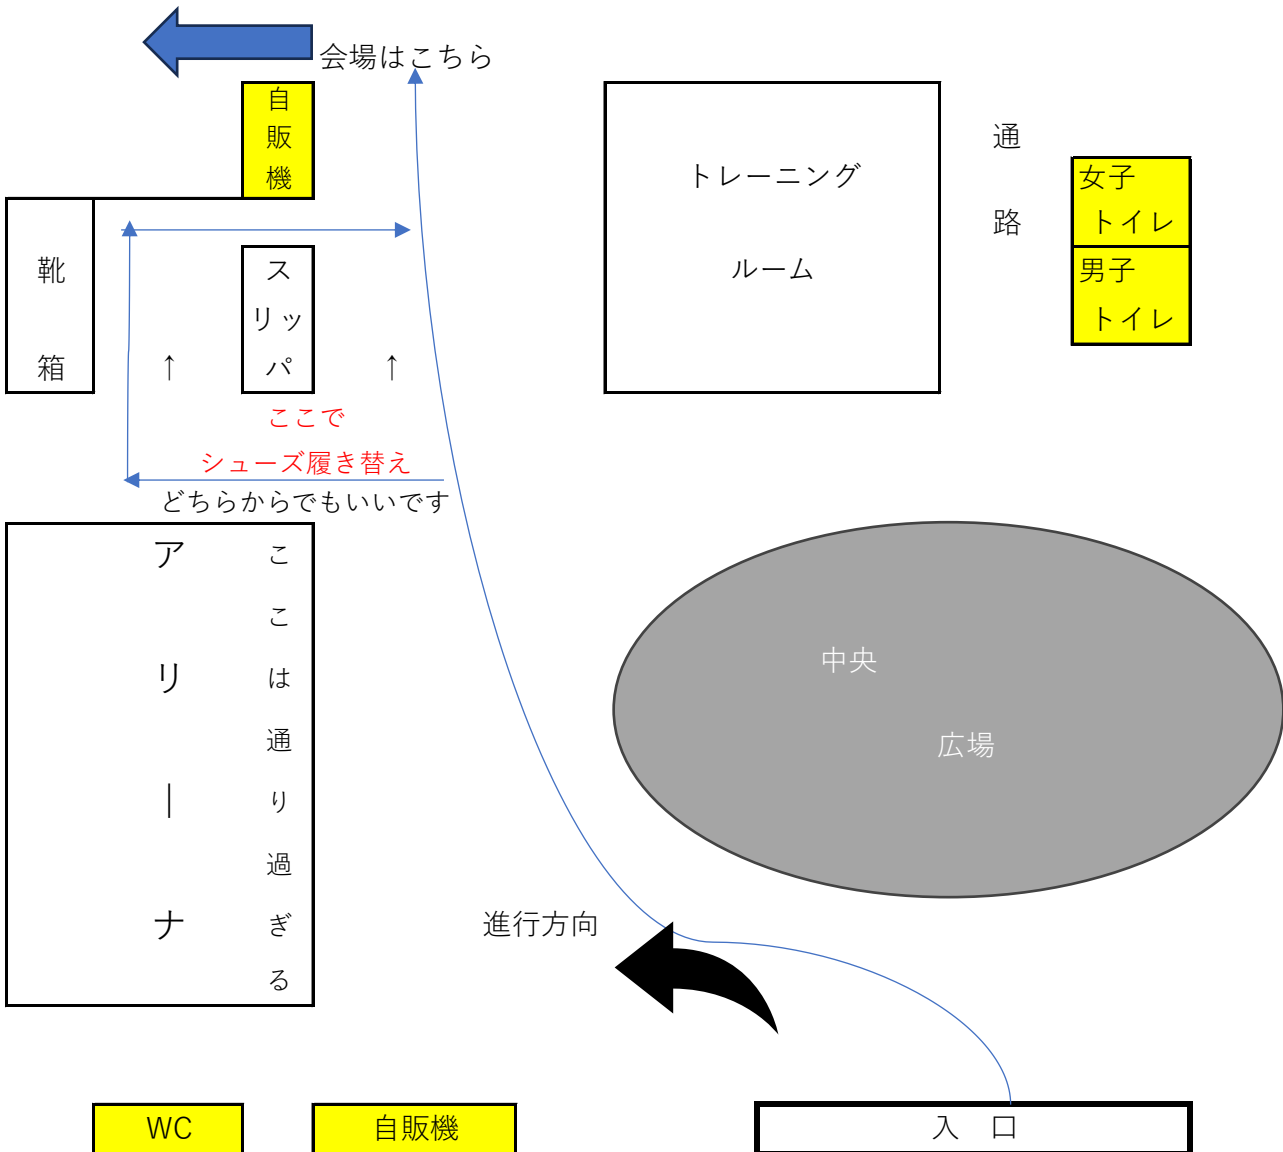 会場はこちら
自販機
トレーニング
ルーム
通路
女子
トイレ
男子
トイレ
靴箱
スリッパ
↑
↑
ここで
シューズ履き替え
どちらからでもいいです
アリーナ
ここは通り過ぎる
中央
広場
進行方向
WC
自販機
入 口